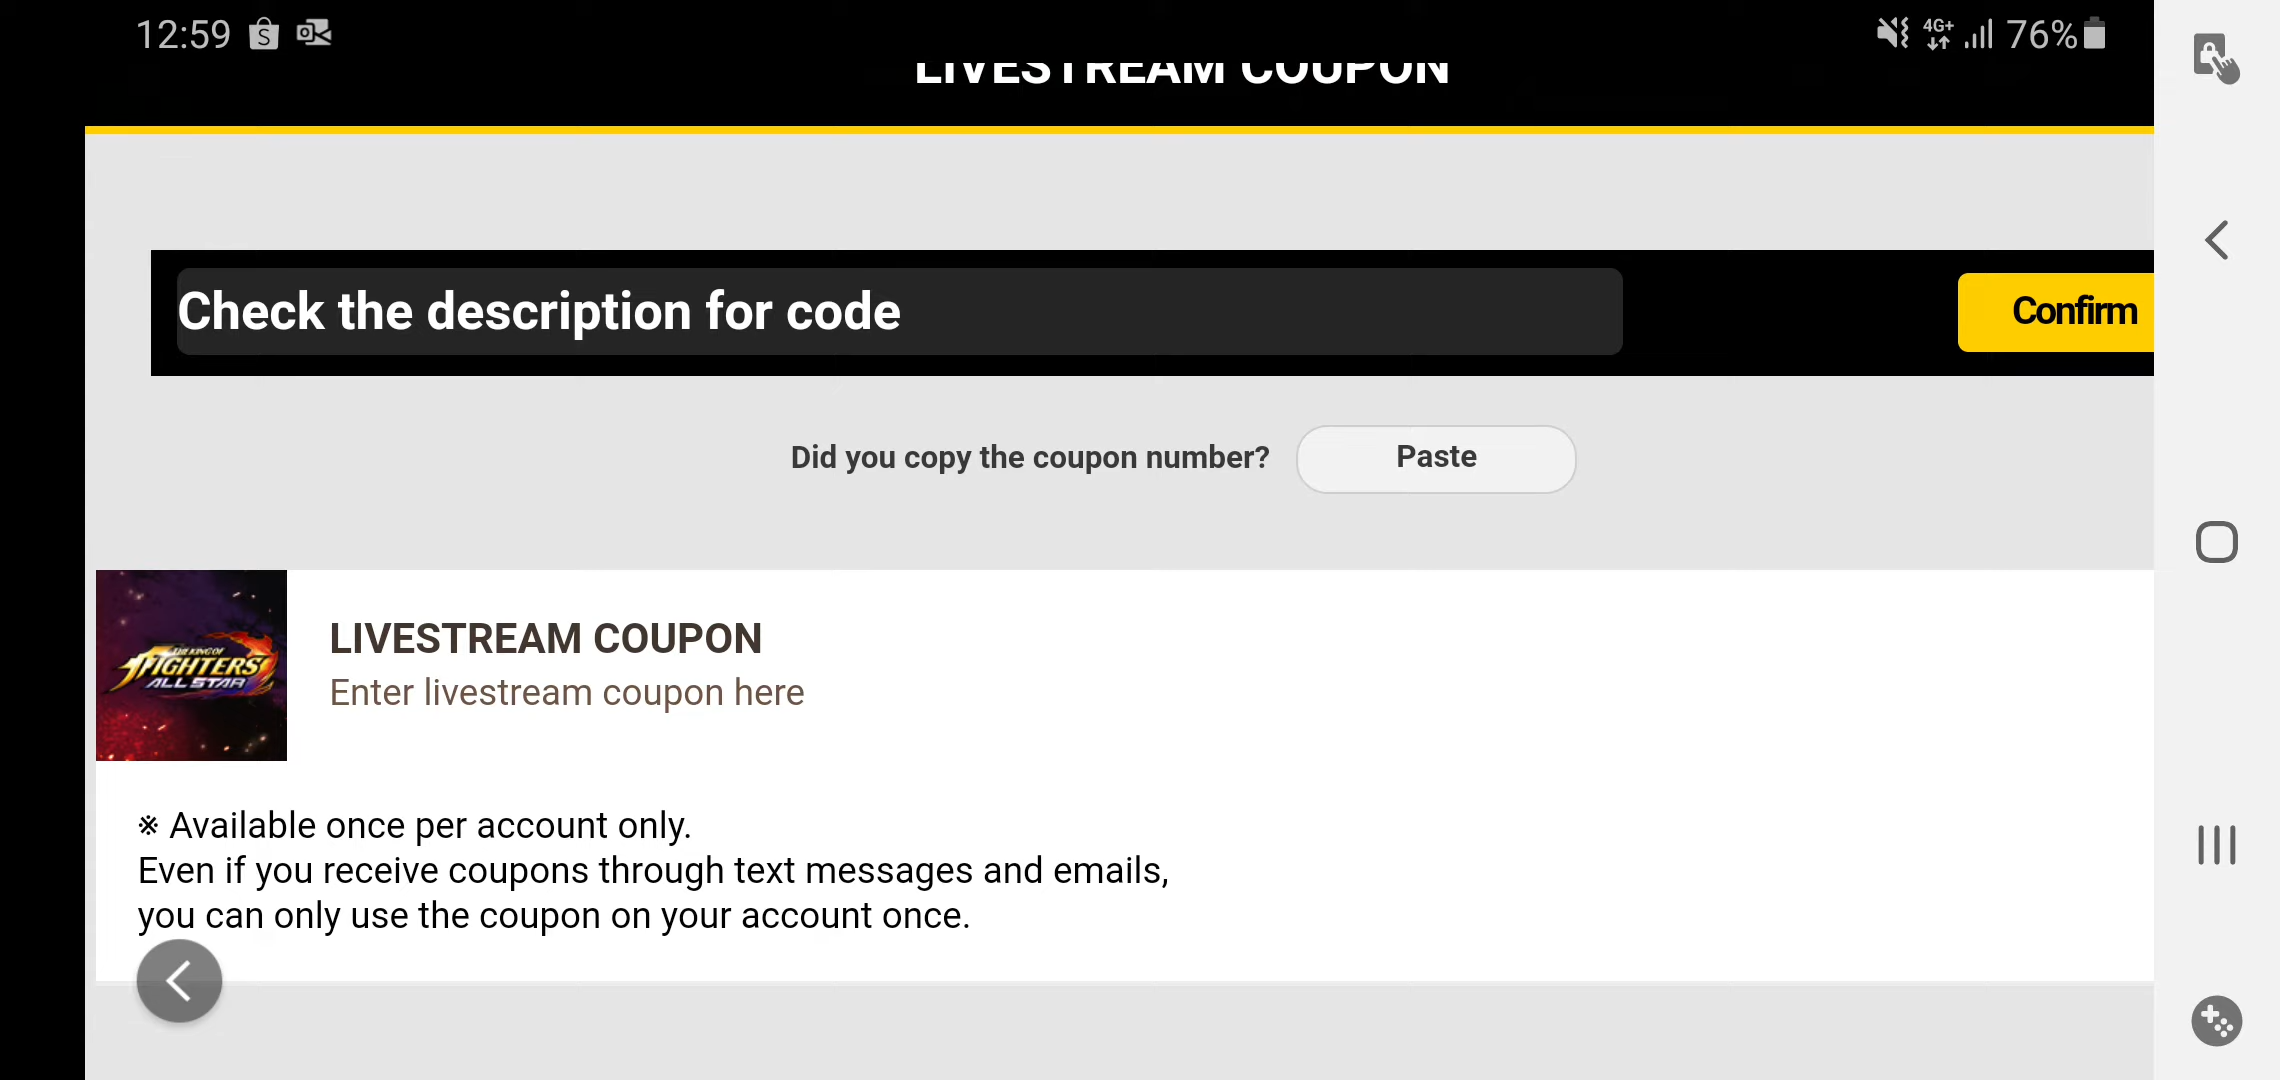 12:59
4G+
76%
LIVESTREAM COUPON
Check the description for code
Confirm
Did you copy the coupon number?
Paste
THE KING OF
FIGHTERS
ALL STAR
LIVESTREAM COUPON
Enter livestream coupon here
※ Available once per account only.
Even if you receive coupons through text messages and emails,
you can only use the coupon on your account once.